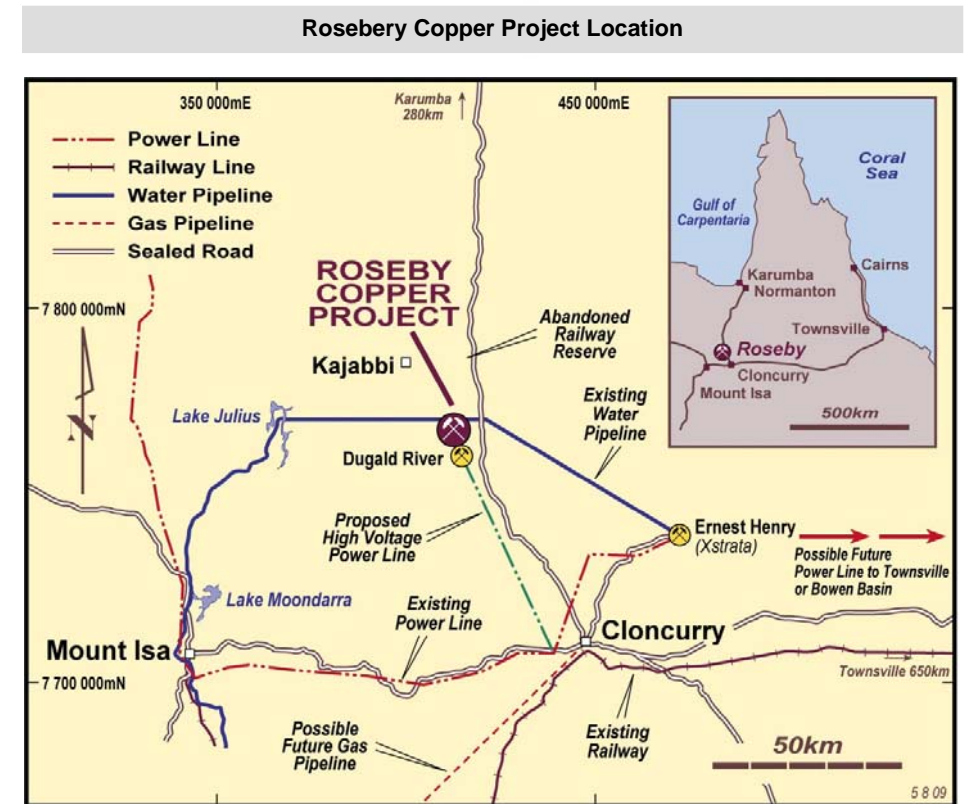 Rosebery Copper Project Location
350 000mE
Karumba
280km
450 000mE
Power Line
Railway Line
Water Pipeline
Gas Pipeline
Sealed Road
Coral
Sea
Gulf of
Carpentaria
Karumba
Normanton
Cairns
Townsville
Roseby
Cloncurry
Mount Isa
500km
ROSEBY
COPPER
PROJECT
7 800 000mN
Abandoned
Railway
Reserve
Kajabbi
Existing
Water
Pipeline
N
Lake Julius
Dugald River
Proposed
High Voltage
Power Line
Ernest Henry
(Xstrata)
Possible Future
Power Line to Townsville
or Bowen Basin
Lake Moondarra
Existing
Power Line
Cloncurry
Mount Isa
7 700 000mN
Townsville 650km
Possible
Future Gas
Pipeline
Existing
Railway
50km
5 8 09